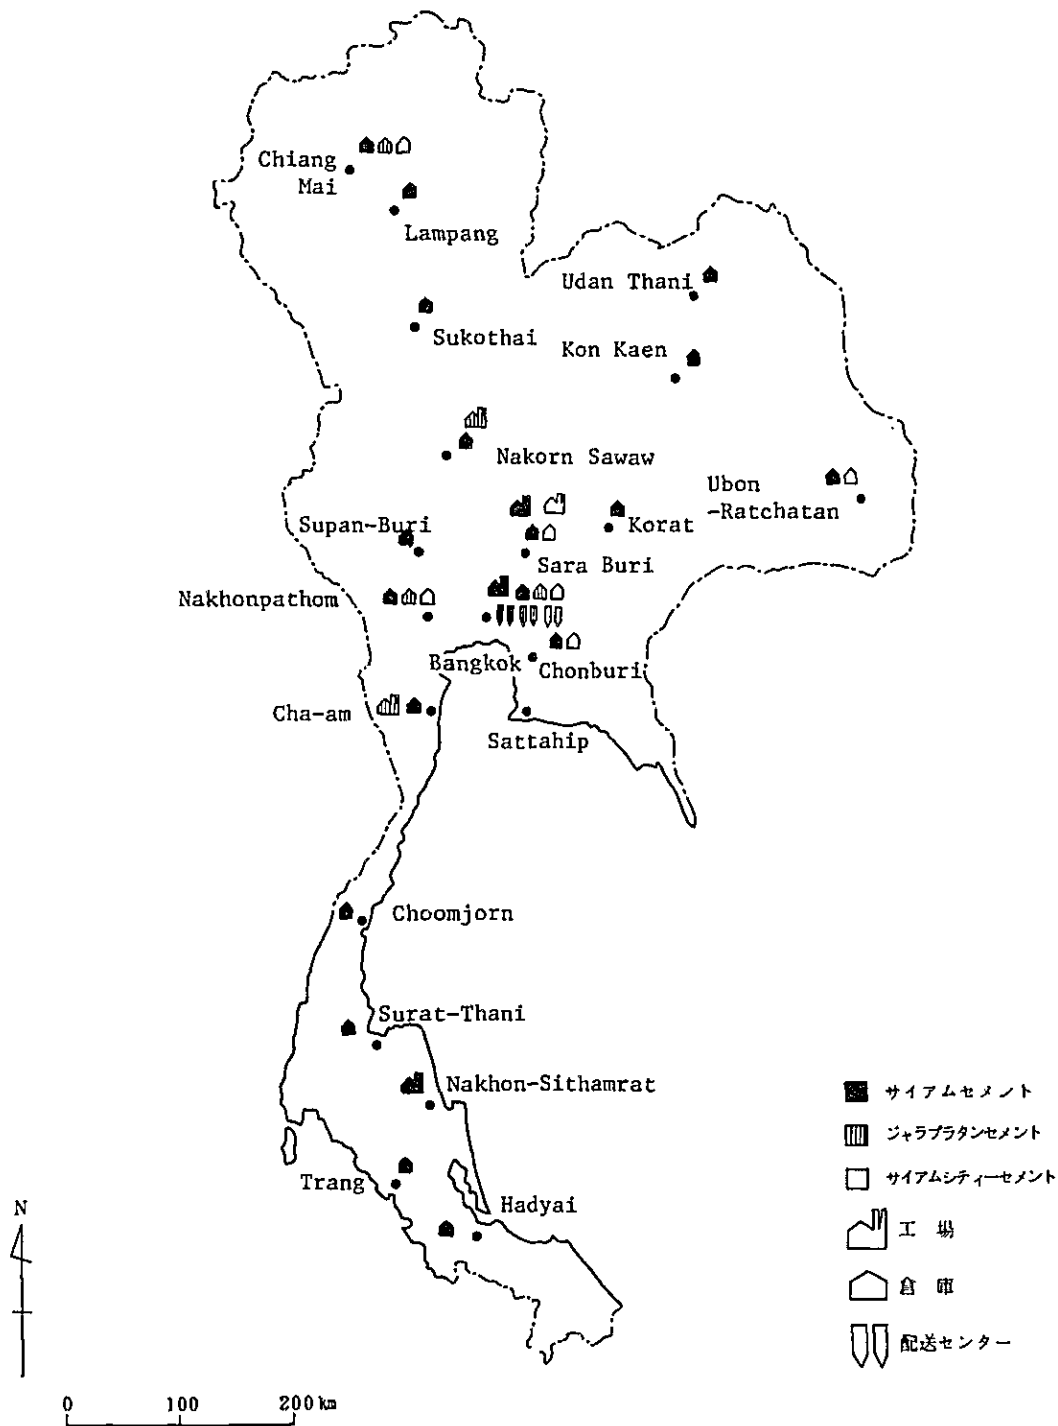 Chiang
Mai
Lampang
Udan Thani
Sukothai
Kon Kaen
Nakorn Sawaw
Ubon
-Ratchatan
Supan-Buri
Korat
Sara Buri
Nakhonpathom
Bangkok
Chonburi
Cha-am
Sattahip
Choomjorn
Surat-Thani
Nakhon-Sithamrat
Trang
Hadyai
サイアムセメント
ジャラプラタンセメント
サイアムシティーセメント
工場
倉庫
配送センター
N
0 100 200km